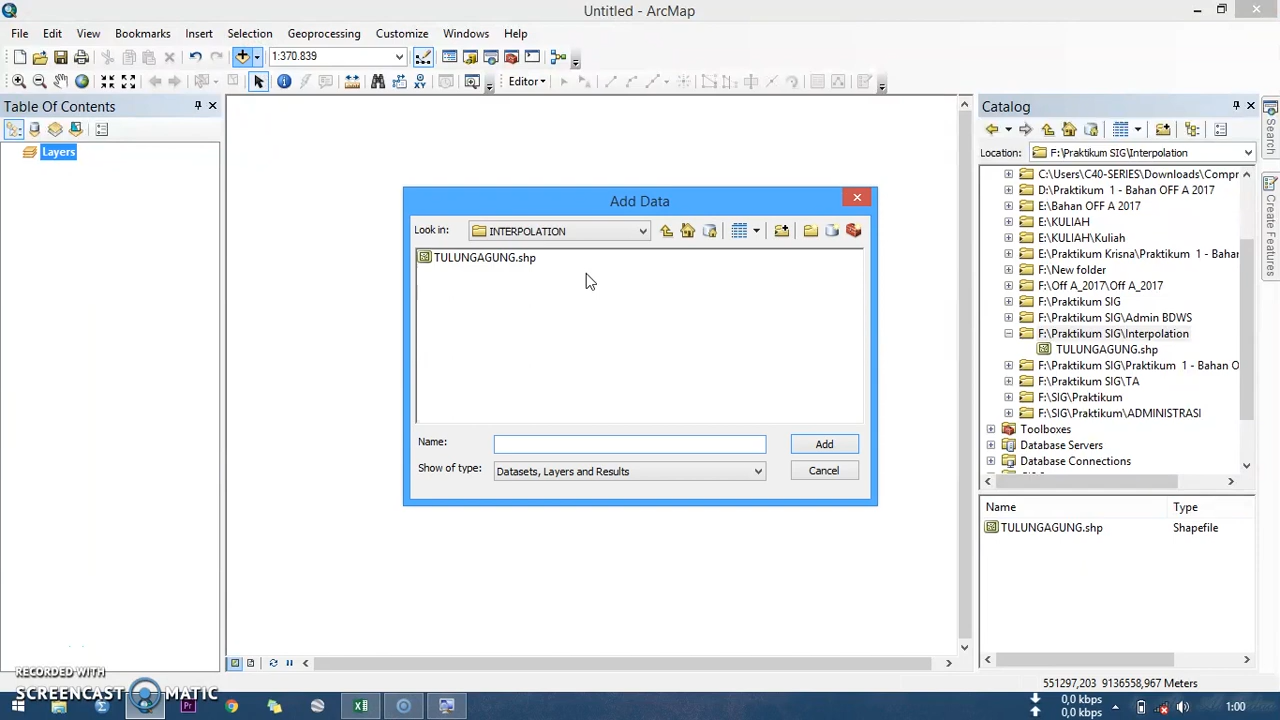 Untitled - ArcMap
File Edit View Bookmarks Insert Selection Geoprocessing Customize Windows Help
1:370.839
Editor
Table Of Contents
Layers
Add Data
Look in: INTERPOLATION
TULUNGAGUNG.shp
Name:
Add
Show of type: Datasets, Layers and Results
Cancel
Catalog
Location: F:\Praktikum SIG\Interpolation
C:\Users\C40-SERIES\Downloads\Compr
D:\Praktikum 1 - Bahan OFF A 2017
E:\Bahan OFF A 2017
E:\KULIAH
E:\KULIAH\Kuliah
E:\Praktikum Krisna\Praktikum 1 - Bahar
F:\New folder
F:\Off A_2017\Off A_2017
F:\Praktikum SIG
F:\Praktikum SIG\Admin BDWS
F:\Praktikum SIG\Interpolation
TULUNGAGUNG.shp
F:\Praktikum SIG\Praktikum 1 - Bahan O
F:\Praktikum SIG\TA
F:\SIG\Praktikum
F:\SIG\Praktikum\ADMINISTRASI
Toolboxes
Database Servers
Database Connections
Name Type
TULUNGAGUNG.shp Shapefile
Search
Create Features
551297,203 9136558,967 Meters
RECORDED WITH
SCREENCAST MATIC
0,0 kbps
0,0 kbps
1:00